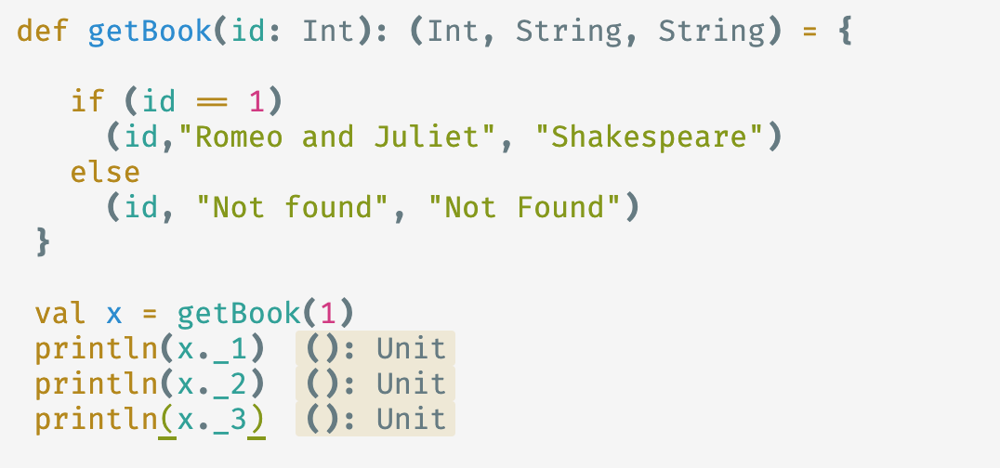 def getBook(id: Int): (Int, String, String) = {
if (id == 1)
(id,"Romeo and Juliet", "Shakespeare")
else
(id, "Not found", "Not Found")
}
val x = getBook(1)
println(x._1) (): Unit
println(x._2) (): Unit
println(x._3) (): Unit